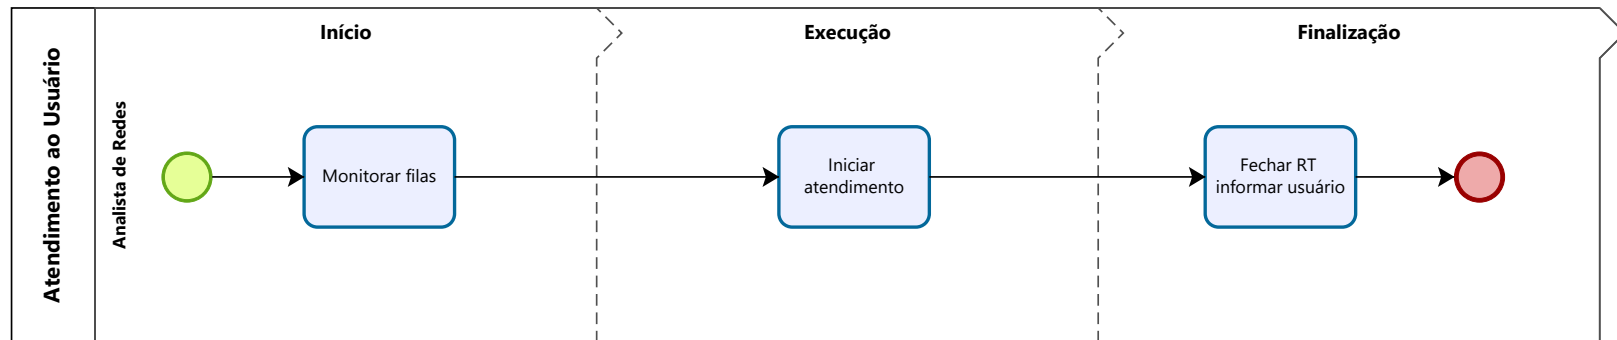 Atendimento ao Usuário
Analista de Redes
Início
Execução
Finalização
Monitorar filas
Iniciar
atendimento
Fechar RT
informar usuário